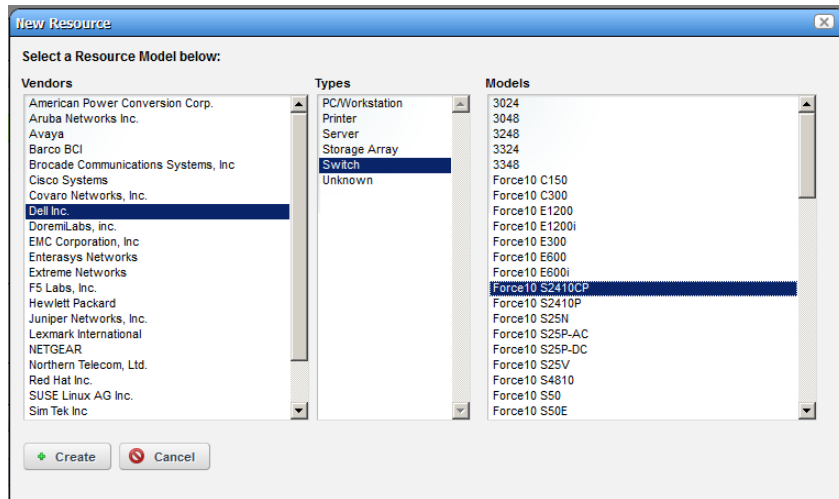 New Resource
Select a Resource Model below:
Vendors
American Power Conversion Corp.
Aruba Networks Inc.
Avaya
Barco BCI
Brocade Communications Systems, Inc
Cisco Systems
Covaro Networks, Inc.
Dell Inc.
DoremiLabs, inc.
EMC Corporation, Inc
Enterasys Networks
Extreme Networks
F5 Labs, Inc.
Hewlett Packard
Juniper Networks, Inc.
Lexmark International
NETGEAR
Northern Telecom, Ltd.
Red Hat Inc.
SUSE Linux AG Inc.
Sim Tek Inc
Types
PC/Workstation
Printer
Server
Storage Array
Switch
Unknown
Models
3024
3048
3248
3324
3348
Force10 C150
Force10 C300
Force10 E1200
Force10 E1200i
Force10 E300
Force10 E600
Force10 E600i
Force10 S2410CP
Force10 S2410P
Force10 S25N
Force10 S25P-AC
Force10 S25P-DC
Force10 S25V
Force10 S4810
Force10 S50
Force10 S50E
Create
Cancel